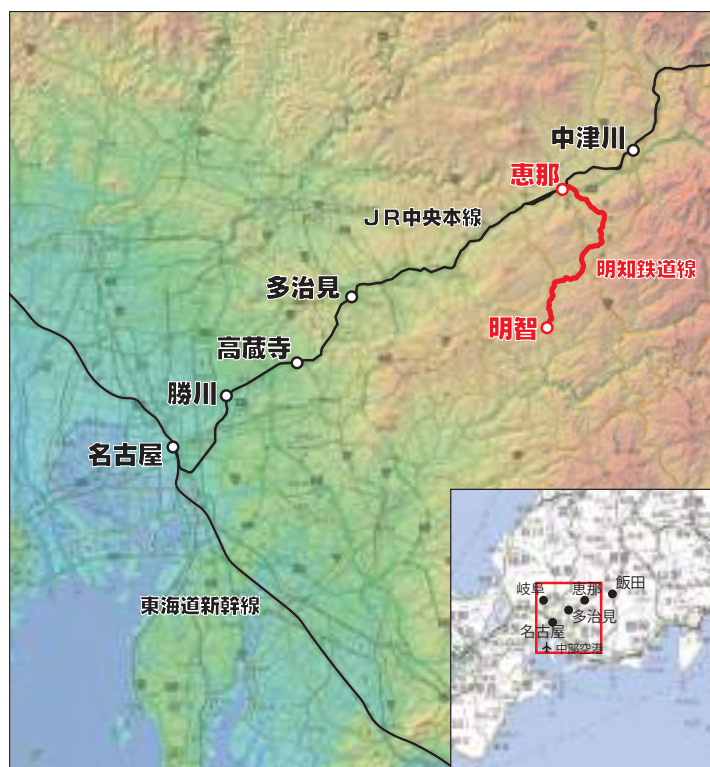 中津川
恵那
JR中央本線
明知鉄道線
多治見
明智
高蔵寺
勝川
名古屋
東海道新幹線
岐阜
恵那
飯田
多治見
名古屋
中部空港